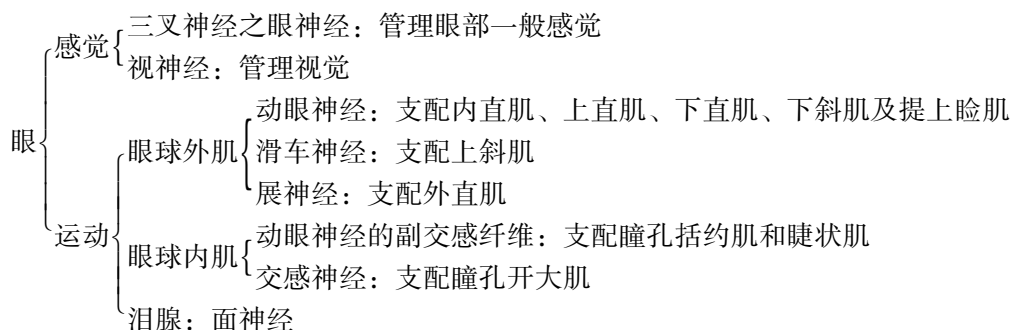 三叉神经之眼神经：管理眼部一般感觉
感觉
视神经：管理视觉
动眼神经：支配内直肌、上直肌、下直肌、下斜肌及提上睑肌
眼
眼球外肌
滑车神经：支配上斜肌
展神经：支配外直肌
运动
动眼神经的副交感纤维：支配瞳孔括约肌和睫状肌
眼球内肌
交感神经：支配瞳孔开大肌
泪腺：面神经